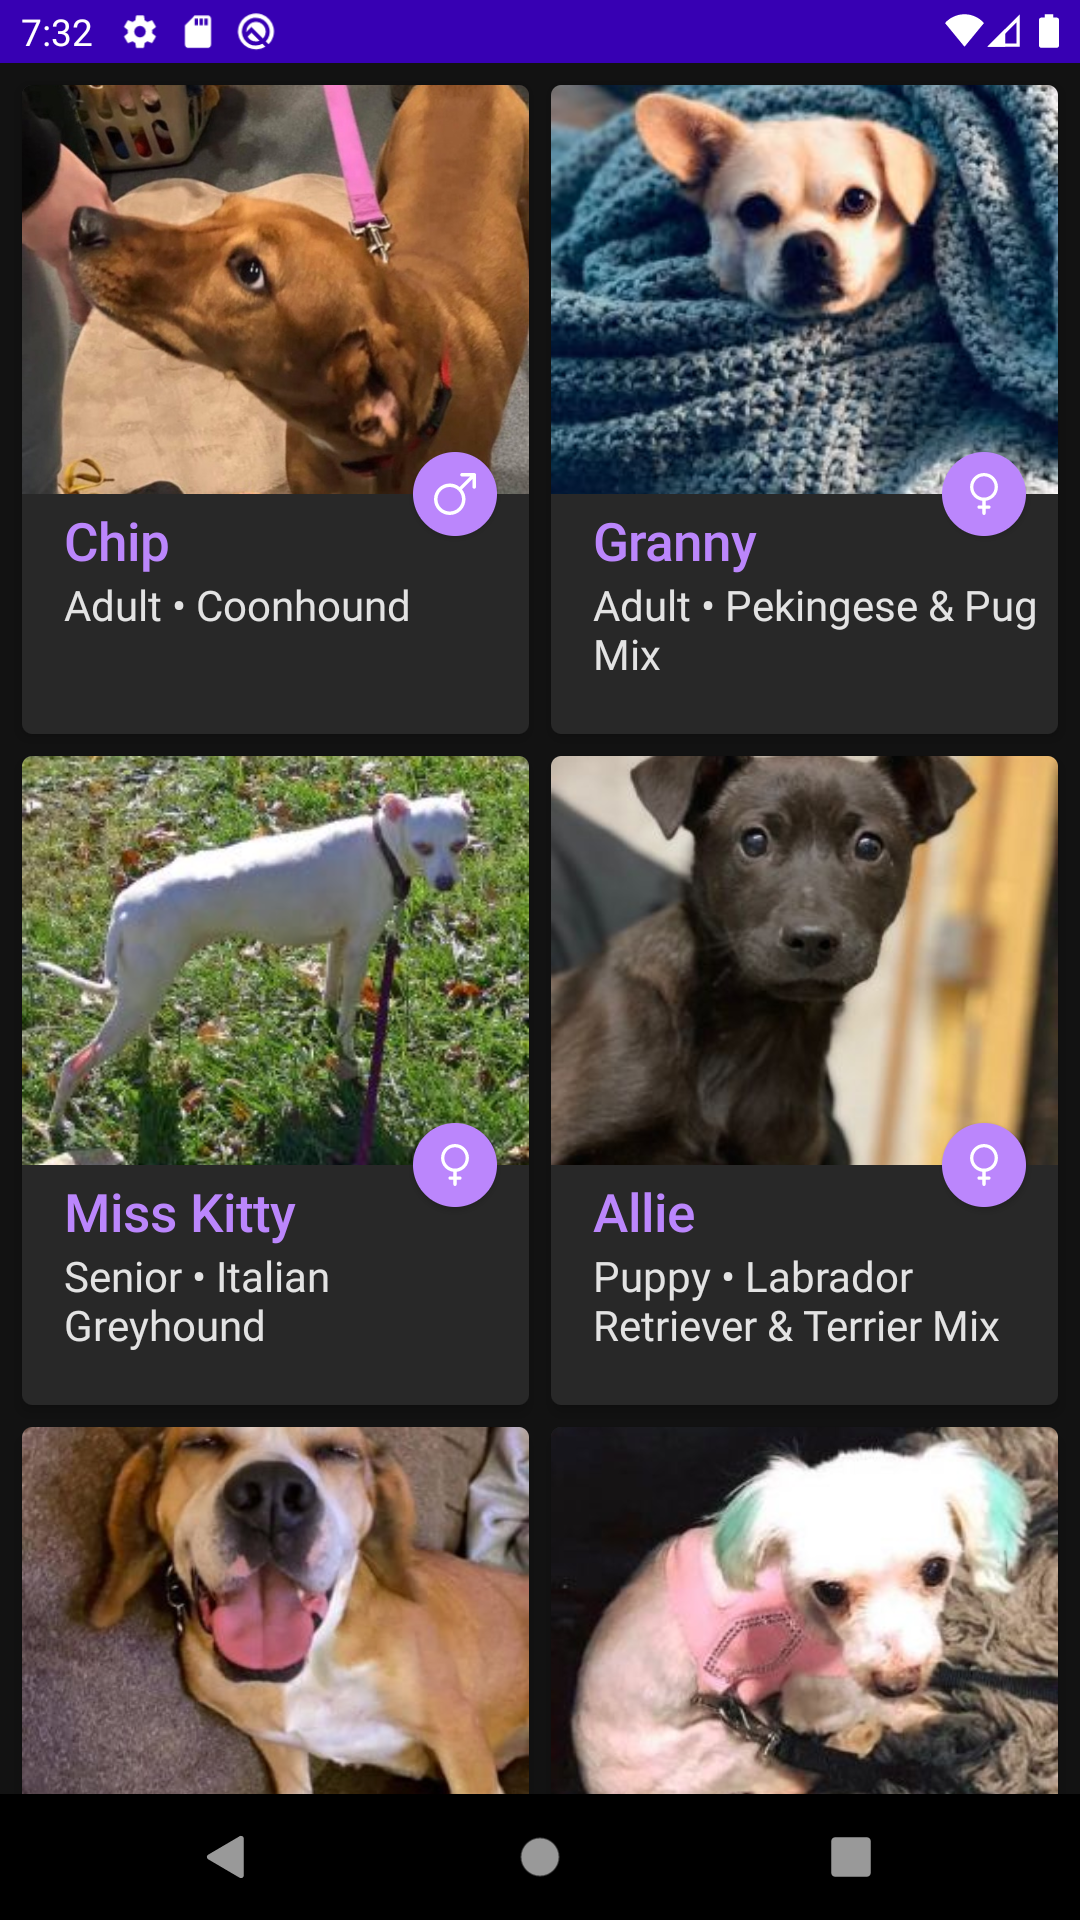 7:32
Chip
Adult • Coonhound
Granny
Adult • Pekingese & Pug
Mix
Miss Kitty
Senior • Italian
Greyhound
Allie
Puppy • Labrador
Retriever & Terrier Mix